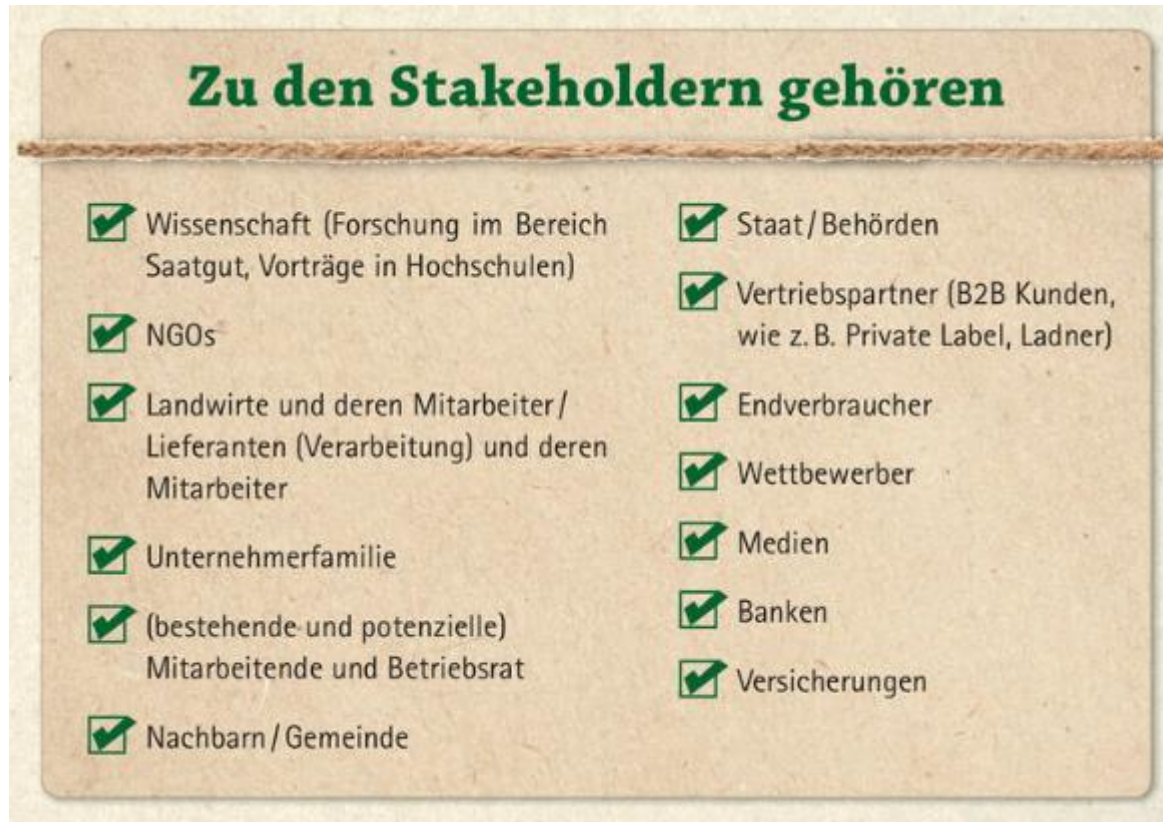 Zu den Stakeholdern gehören
Wissenschaft (Forschung im Bereich
Saatgut, Vorträge in Hochschulen)
NGOs
Landwirte und deren Mitarbeiter/
Lieferanten (Verarbeitung) und deren
Mitarbeiter
Unternehmerfamilie
(bestehende und potenzielle)
Mitarbeitende und Betriebsrat
Nachbarn/Gemeinde
Staat/Behörden
Vertriebspartner (B2B Kunden,
wie z. B. Private Label, Ladner)
Endverbraucher
Wettbewerber
Medien
Banken
Versicherungen